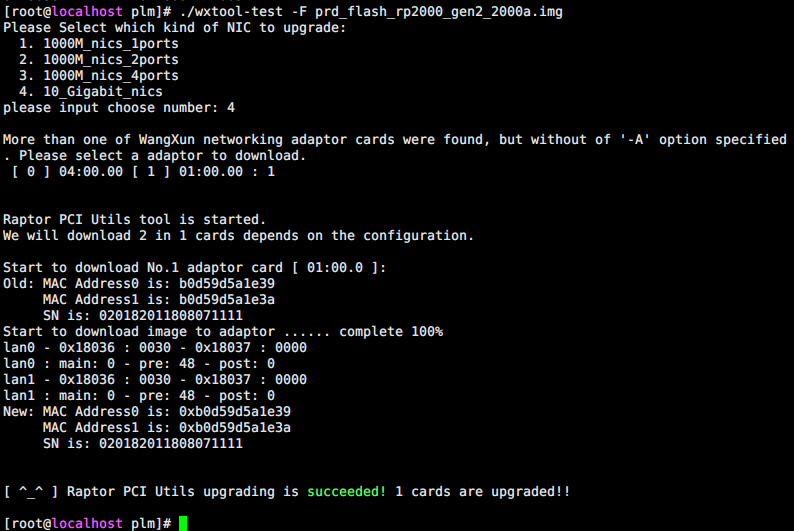 [root@localhost plm]# ./wxtool-test -F prd_flash_rp2000_gen2_2000a.img
Please Select which kind of NIC to upgrade:
  1. 1000M_nics_1ports
  2. 1000M_nics_2ports
  3. 1000M_nics_4ports
  4. 10_Gigabit_nics
please input choose number: 4

More than one of WangXun networking adaptor cards were found, but without of '-A' option specified
. Please select a adaptor to download.
 [ 0 ] 04:00.00 [ 1 ] 01:00.00 : 1

Raptor PCI Utils tool is started.
We will download 2 in 1 cards depends on the configuration.

Start to download No.1 adaptor card [ 01:00.0 ]:
Old: MAC Address0 is: b0d59d5a1e39
     MAC Address1 is: b0d59d5a1e3a
     SN is: 020182011808071111
Start to download image to adaptor ...... complete 100%
lan0 - 0x18036 : 0030 - 0x18037 : 0000
lan0 : main: 0 - pre: 48 - post: 0
lan1 - 0x18036 : 0030 - 0x18037 : 0000
lan1 : main: 0 - pre: 48 - post: 0
New: MAC Address0 is: 0xb0d59d5a1e39
     MAC Address1 is: 0xb0d59d5a1e3a
     SN is: 020182011808071111

[ ^_^ ] Raptor PCI Utils upgrading is succeeded! 1 cards are upgraded!!

[root@localhost plm]#